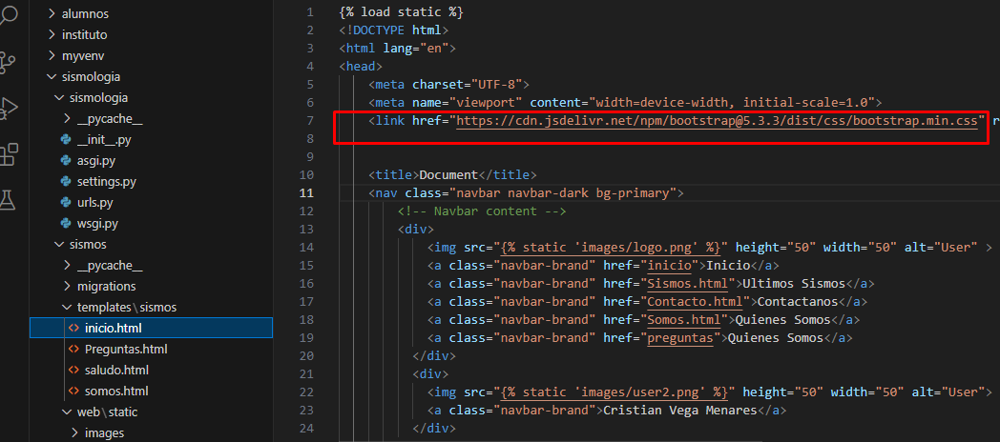 alumnos
instituto
myvenv
sismologia
sismologia
__pycache__
__init__.py
asgi.py
settings.py
urls.py
wsgi.py
sismos
__pycache__
migrations
templates\sismos
inicio.html
Preguntas.html
saludo.html
somos.html
web\static
images
1 {% load static %}
2 <!DOCTYPE html>
3 <html lang="en">
4 <head>
5 <meta charset="UTF-8">
6 <meta name="viewport" content="width=device-width, initial-scale=1.0">
7 <link href="https://cdn.jsdelivr.net/npm/bootstrap@5.3.3/dist/css/bootstrap.min.css" r
8
10 <title>Document</title>
11 <nav class="navbar navbar-dark bg-primary">
12 <!-- Navbar content -->
13 <div>
14 <img src="{% static 'images/logo.png' %}" height="50" width="50" alt="User" >
15 <a class="navbar-brand" href="inicio">Inicio</a>
16 <a class="navbar-brand" href="Sismos.html">Ultimos Sismos</a>
17 <a class="navbar-brand" href="Contacto.html">Contactanos</a>
18 <a class="navbar-brand" href="Somos.html">Quienes Somos</a>
19 <a class="navbar-brand" href="preguntas">Quienes Somos</a>
20 </div>
21 <div>
22 <img src="{% static 'images/user2.png' %}" height="50" width="50" alt="User">
23 <a class="navbar-brand">Cristian Vega Menares</a>
24 </div>